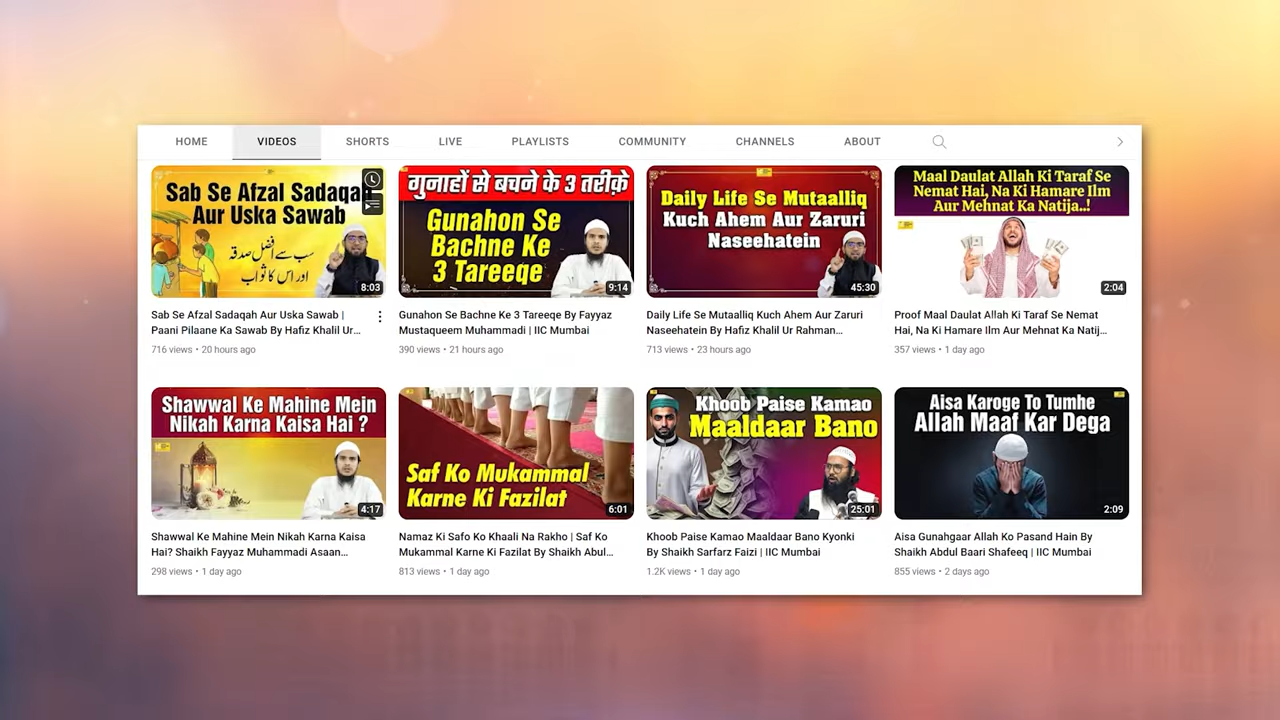 HOME VIDEOS SHORTS LIVE PLAYLISTS COMMUNITY CHANNELS ABOUT
Sab Se Afzal Sadaqah
Aur Uska Sawab
سب سے افضل صدقہ
اور اس کا ثواب
8:03
गुनाहों से बचने के 3 तरीक़े
Gunahon Se
Bachne Ke
3 Tareeqe
9:14
Daily Life Se Mutaalliq
Kuch Ahem Aur Zaruri
Naseehatein
45:30
Maal Daulat Allah Ki Taraf Se
Nemat Hai, Na Ki Hamare Ilm
Aur Mehnat Ka Natija..!
2:04
Sab Se Afzal Sadaqah Aur Uska Sawab |
Paani Pilaane Ka Sawab By Hafiz Khalil Ur...
716 views • 20 hours ago
Gunahon Se Bachne Ke 3 Tareeqe By Fayyaz
Mustaqueem Muhammadi | IIC Mumbai
390 views • 21 hours ago
Daily Life Se Mutaalliq Kuch Ahem Aur Zaruri
Naseehatein By Hafiz Khalil Ur Rahman...
713 views • 23 hours ago
Proof Maal Daulat Allah Ki Taraf Se Nemat
Hai, Na Ki Hamare Ilm Aur Mehnat Ka Natij...
357 views • 1 day ago
Shawwal Ke Mahine Mein
Nikah Karna Kaisa Hai ?
4:17
Saf Ko Mukammal
Karne Ki Fazilat
6:01
Khoob Paise Kamao
Maaldaar Bano
25:01
Aisa Karoge To Tumhe
Allah Maaf Kar Dega
2:09
Shawwal Ke Mahine Mein Nikah Karna Kaisa
Hai? Shaikh Fayyaz Muhammadi Asaan...
298 views • 1 day ago
Namaz Ki Safo Ko Khaali Na Rakho | Saf Ko
Mukammal Karne Ki Fazilat By Shaikh Abul...
813 views • 1 day ago
Khoob Paise Kamao Maaldaar Bano Kyonki
By Shaikh Sarfarz Faizi | IIC Mumbai
1.2K views • 1 day ago
Aisa Gunahgaar Allah Ko Pasand Hain By
Shaikh Abdul Baari Shafeeq | IIC Mumbai
855 views • 2 days ago